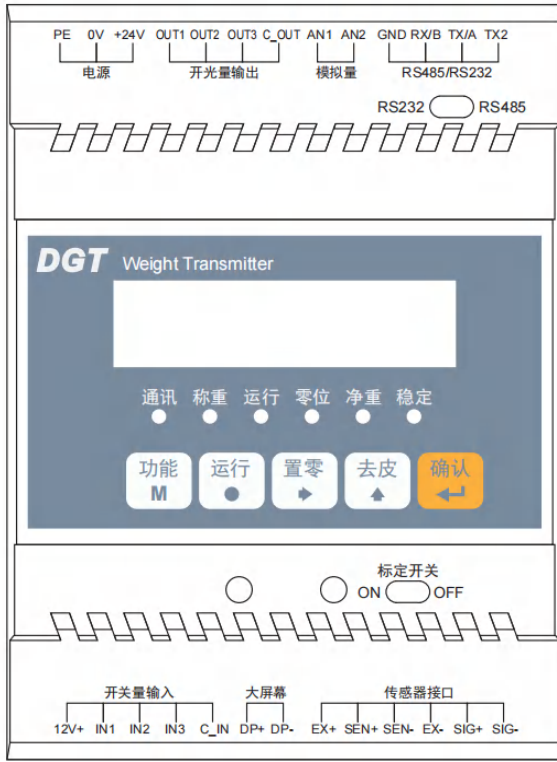 PE 0V +24V OUT1 OUT2 OUT3 C_OUT AN1 AN2 GND RX/B TX/A TX2
电源 开光量输出 模拟量 RS485/RS232
RS232 RS485
DGT Weight Transmitter
通讯 称重 运行 零位 净重 稳定
功能 运行 置零 去皮 确认
M
标定开关
ON OFF
开关量输入 大屏幕 传感器接口
12V+ IN1 IN2 IN3 C_IN DP+ DP- EX+ SEN+ SEN- EX- SIG+ SIG-